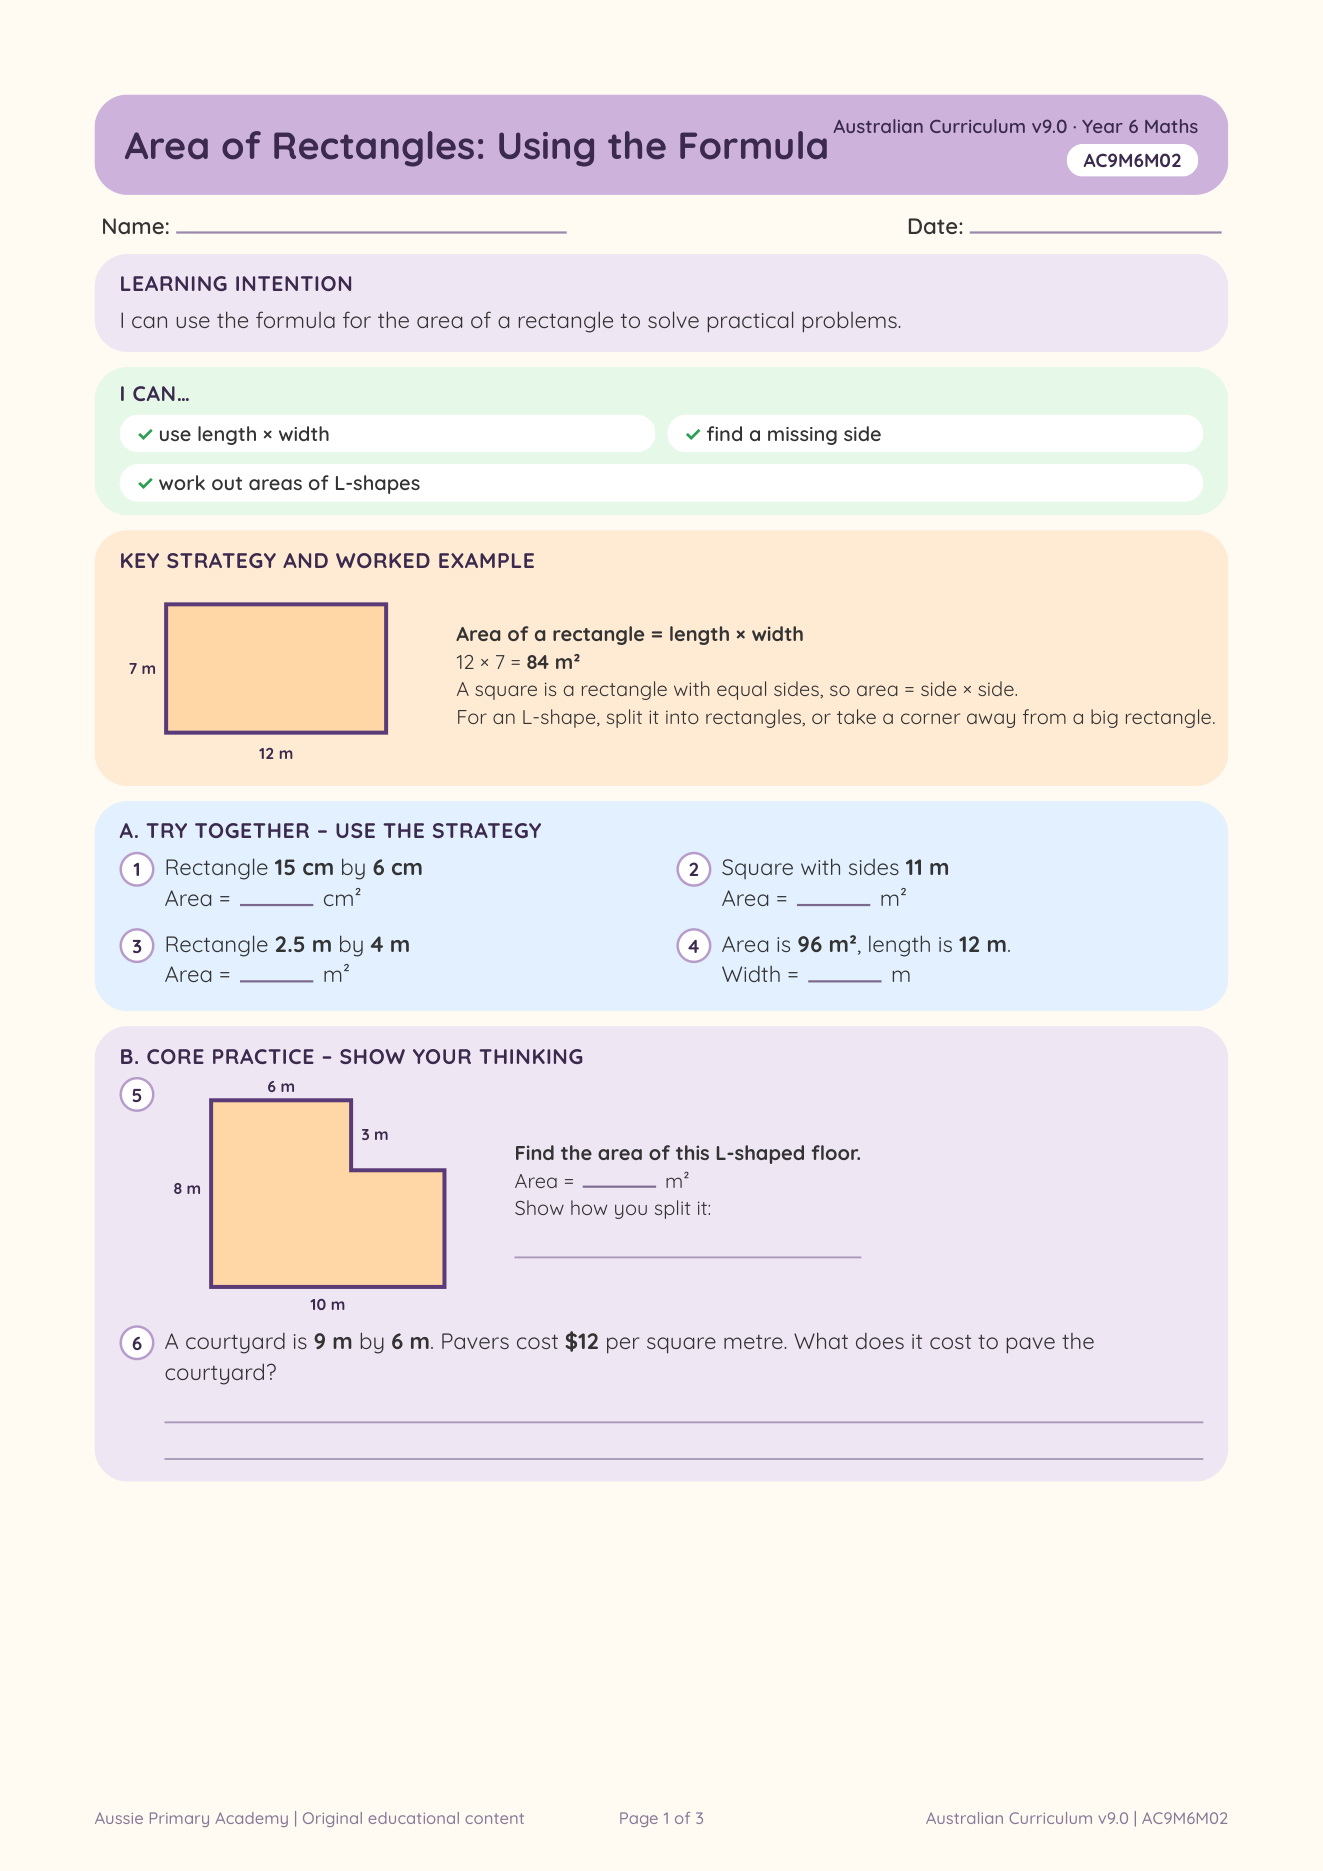 Area of Rectangles: Using the Formula
Australian Curriculum v9.0 · Year 6 Maths
AC9M6M02
Name:
Date:
LEARNING INTENTION
I can use the formula for the area of a rectangle to solve practical problems.
I CAN…
✓ use length × width
✓ find a missing side
✓ work out areas of L-shapes
KEY STRATEGY AND WORKED EXAMPLE
7 m
12 m
Area of a rectangle = length × width
12 × 7 = 84 m²
A square is a rectangle with equal sides, so area = side × side.
For an L-shape, split it into rectangles, or take a corner away from a big rectangle.
A. TRY TOGETHER – USE THE STRATEGY
1 Rectangle 15 cm by 6 cm
Area = ______ cm²
2 Square with sides 11 m
Area = ______ m²
3 Rectangle 2.5 m by 4 m
Area = ______ m²
4 Area is 96 m², length is 12 m.
Width = ______ m
B. CORE PRACTICE – SHOW YOUR THINKING
5
6 m
3 m
8 m
10 m
Find the area of this L-shaped floor.
Area = ______ m²
Show how you split it:
6 A courtyard is 9 m by 6 m. Pavers cost $12 per square metre. What does it cost to pave the
courtyard?
Aussie Primary Academy | Original educational content
Page 1 of 3
Australian Curriculum v9.0 | AC9M6M02